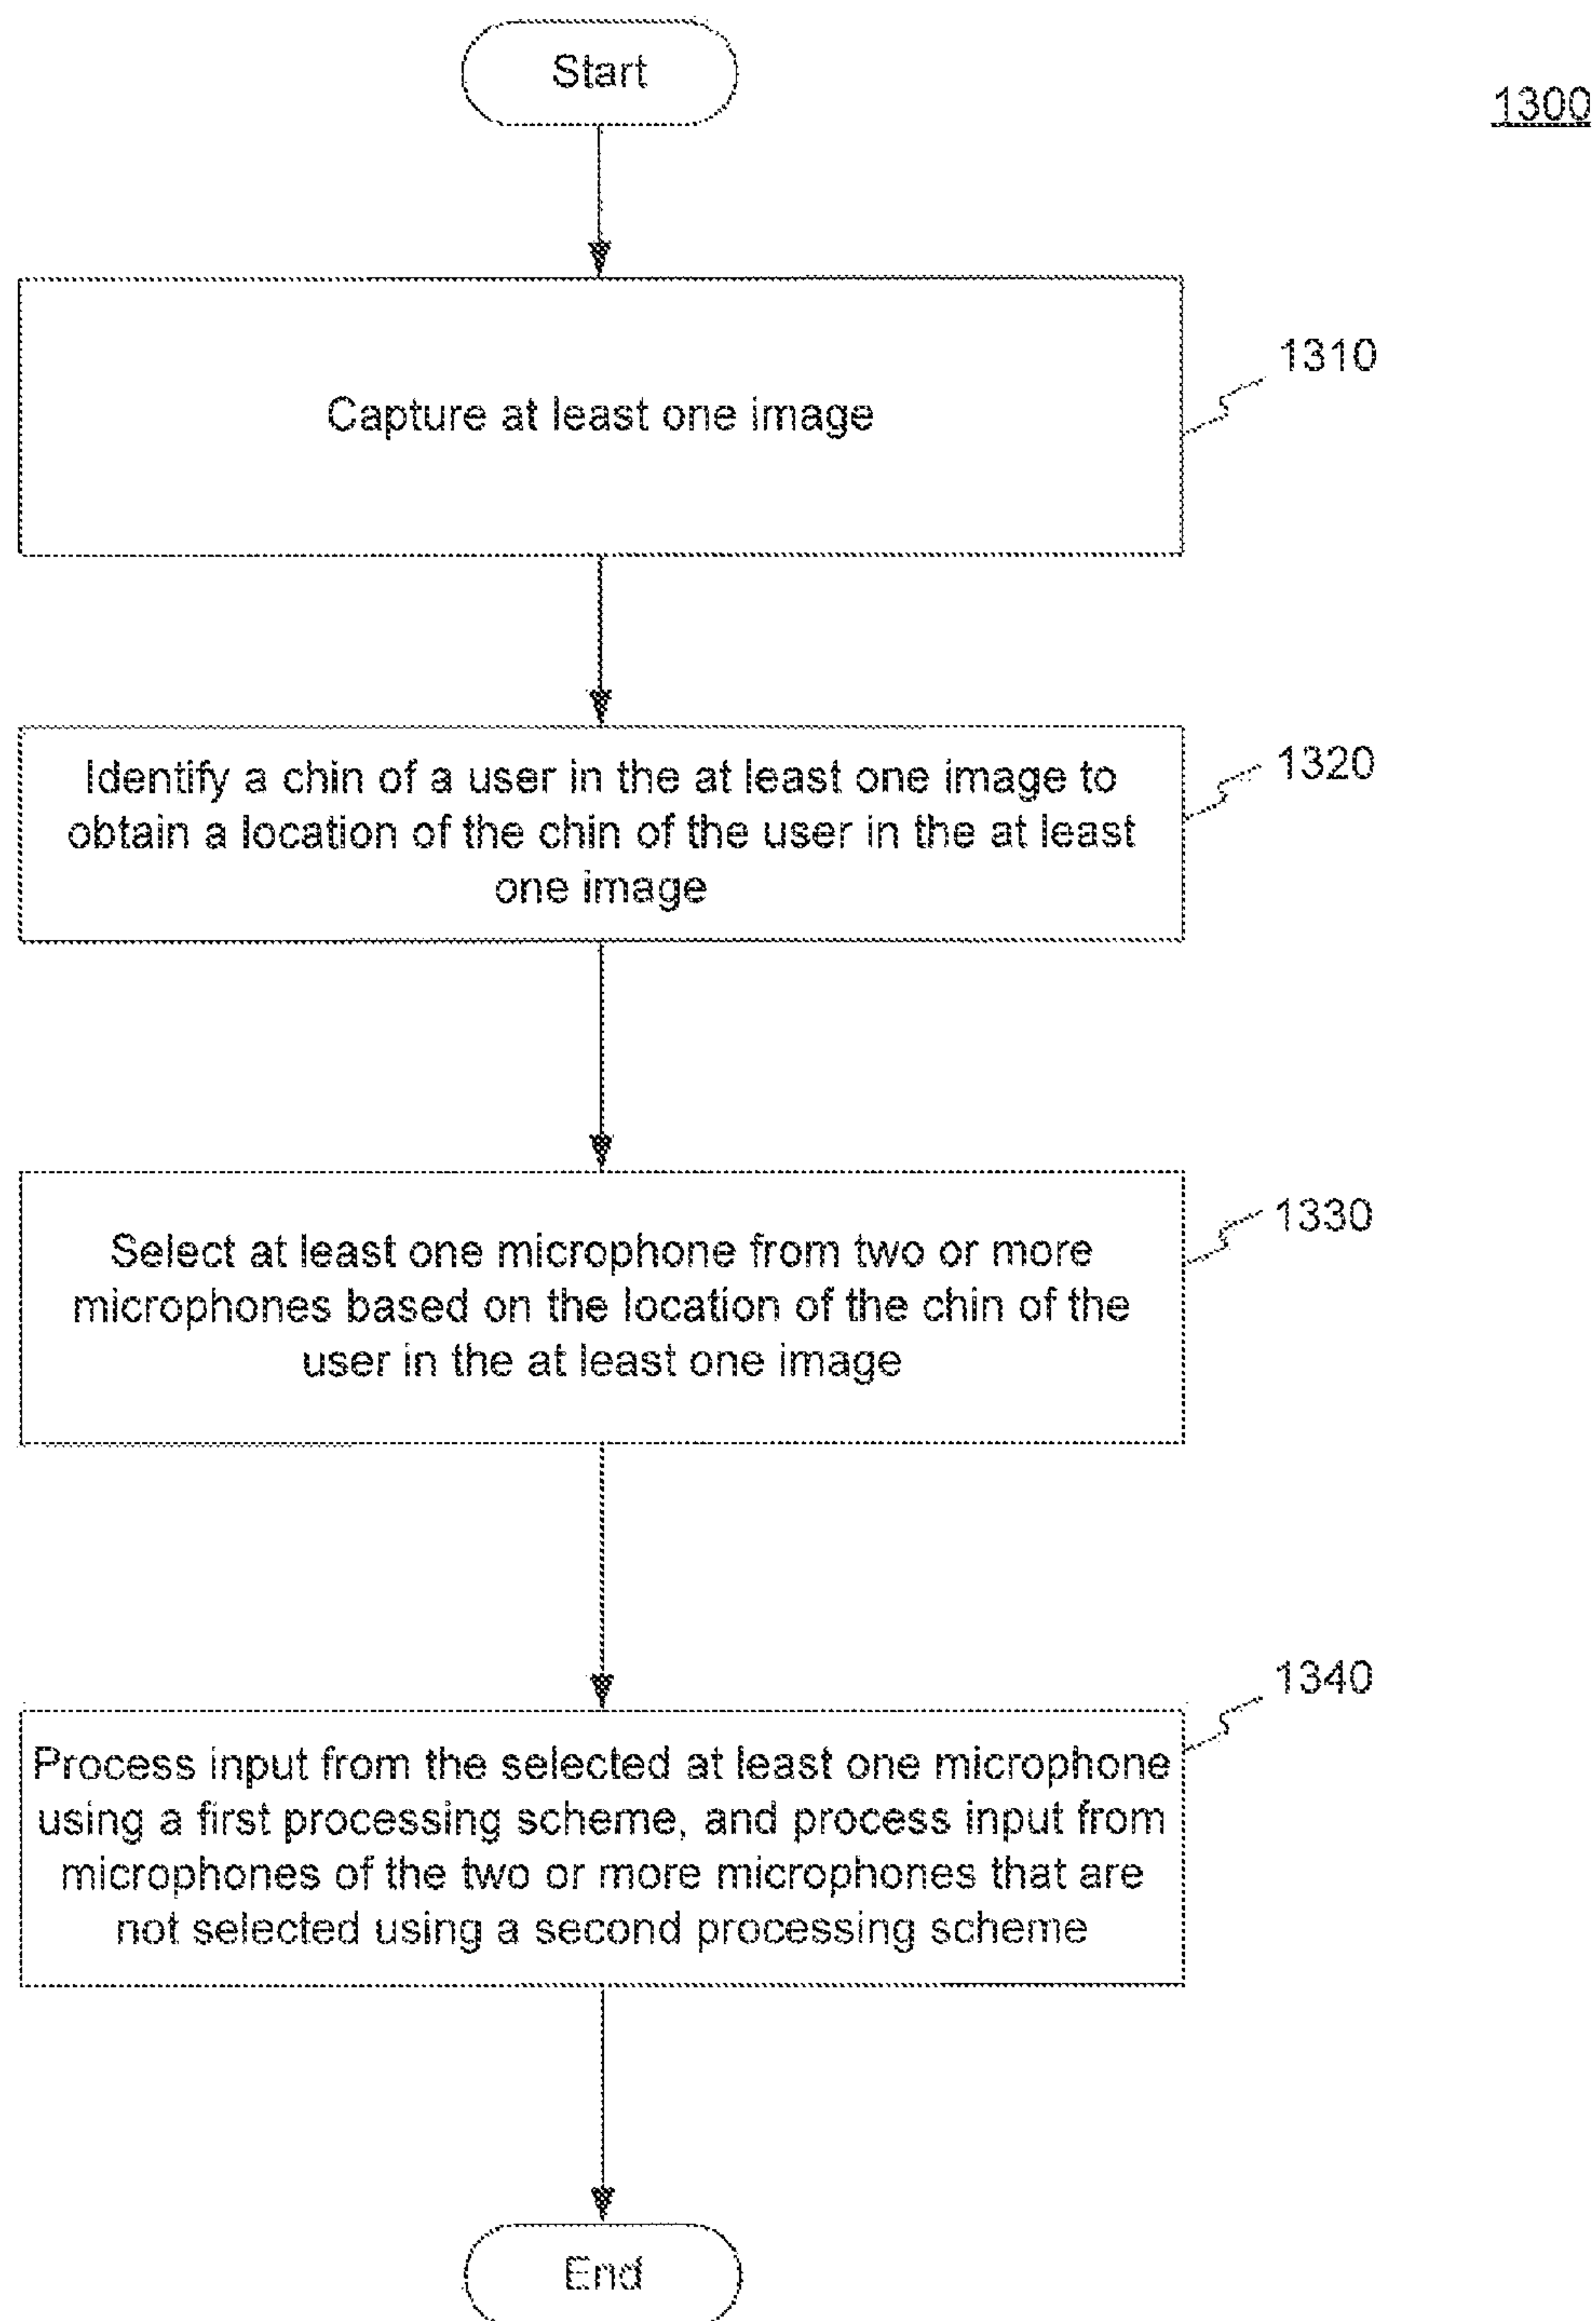 Start
1300
1310
Capture at least one image
1320
Identify a chin of a user in the at least one image to
obtain a location of the chin of the user in the at least
one image
1330
Select at least one microphone from two or more
microphones based on the location of the chin of the
user in the at least one image
1340
Process input from the selected at least one microphone
using a first processing scheme, and process input from
microphones of the two or more microphones that are
not selected using a second processing scheme
End